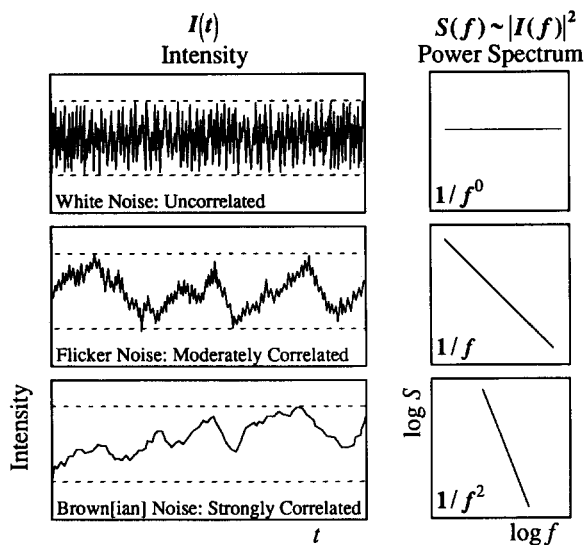 I(t)
Intensity
S(f) ~ |I(f)|²
Power Spectrum
White Noise: Uncorrelated
1/f⁰
Flicker Noise: Moderately Correlated
1/f
Intensity
Brown[ian] Noise: Strongly Correlated
t
log S
1/f²
log f